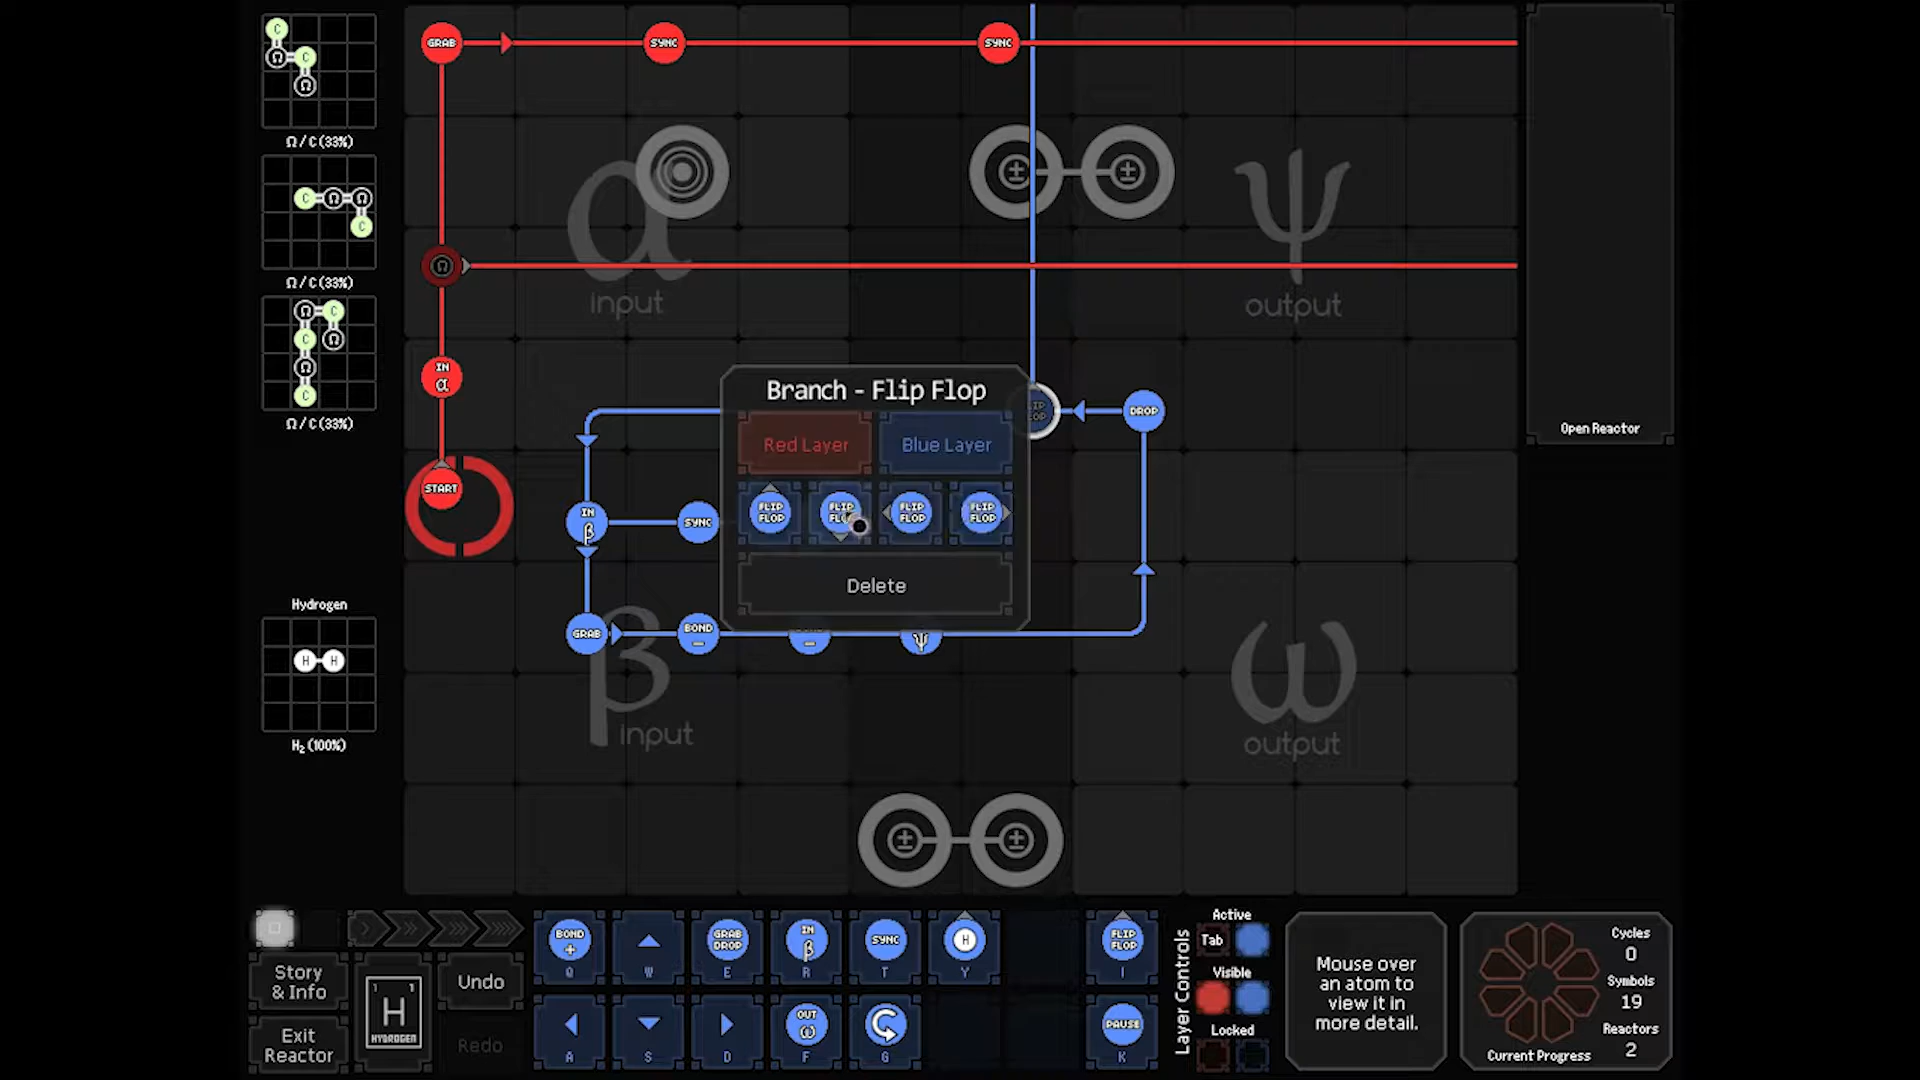 C
Ω C
Ω
Ω / C (33%)
C Ω Ω
C
Ω / C (33%)
Ω C
C Ω
Ω
C
Ω / C (33%)
Hydrogen
H H
H₂ (100%)
GRAB
SYNC
SYNC
α
input
± ±
ψ
output
Ω
IN
α
START
Branch - Flip Flop
Red Layer
Blue Layer
FLIP
FLOP
FLIP
FLOP
FLIP
FLOP
FLIP
FLOP
Delete
DROP
IN
β
SYNC
GRAB
BOND
−
−
ψ
β
input
ω
output
± ±
Open Reactor
Story
& Info
Exit
Reactor
1 1
H
HYDROGEN
Undo
Redo
BOND
+
Q
W
GRAB
DROP
E
IN
β
R
SYNC
T
H
Y
FLIP
FLOP
I
A
S
D
OUT
ω
F
G
PAUSE
K
Layer Controls
Active
Tab
Visible
Locked
Mouse over
an atom to
view it in
more detail.
Current Progress
Cycles
0
Symbols
19
Reactors
2